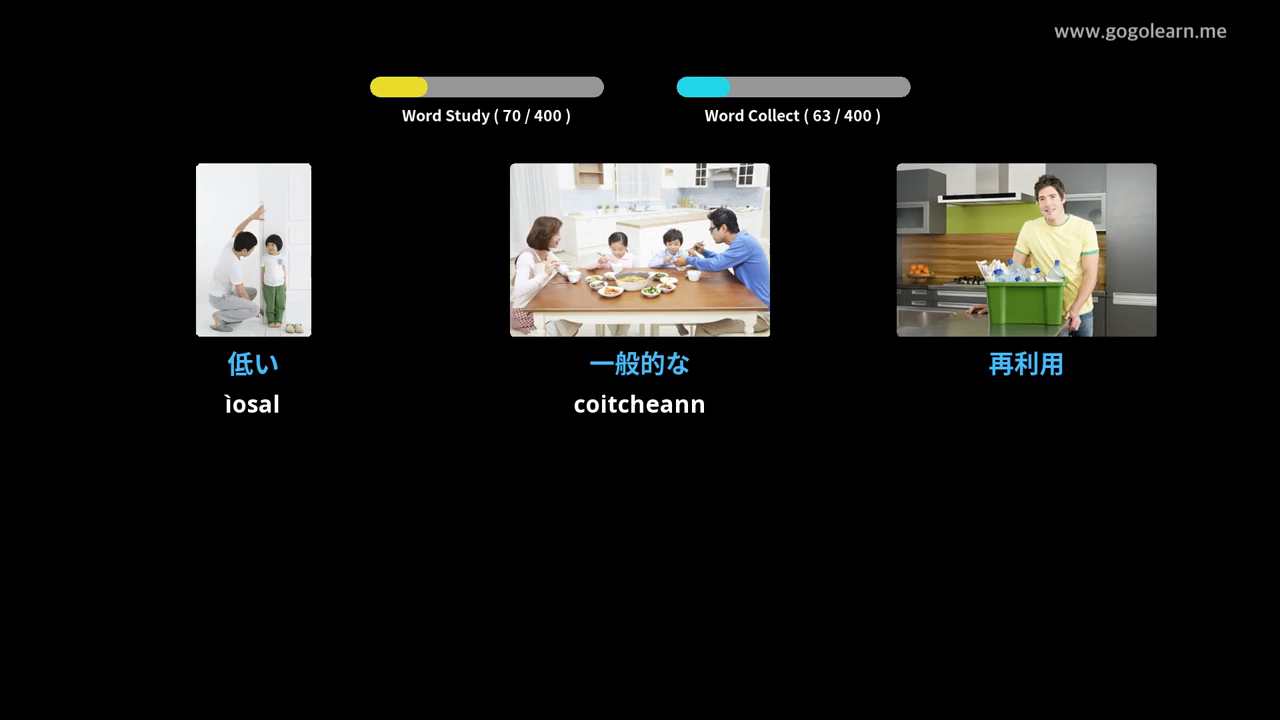 www.gogolearn.me
Word Study ( 70 / 400 )
Word Collect ( 63 / 400 )
低い
一般的な
再利用
ìosal
coitcheann